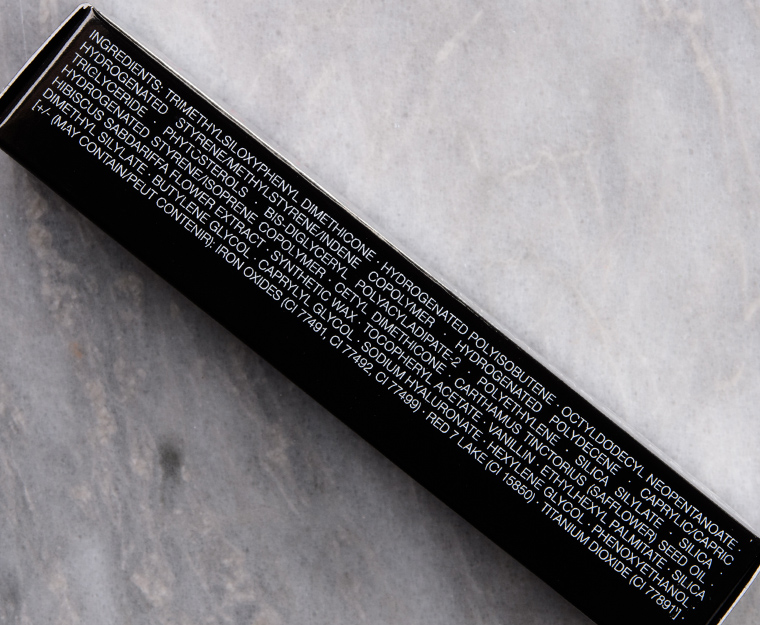 INGREDIENTS: TRIMETHYLSILOXYPHENYL DIMETHICONE · HYDROGENATED POLYISOBUTENE · OCTYLDODECYL NEOPENTANOATE ·
HYDROGENATED STYRENE/METHYLSTYRENE/INDENE COPOLYMER · HYDROGENATED POLYDECENE · CAPRYLIC/CAPRIC
TRIGLYCERIDE · PHYTOSTEROLS · BIS-DIGLYCERYL POLYACYLADIPATE-2 · POLYETHYLENE · SILICA SILYLATE · SILICA ·
HYDROGENATED STYRENE/ISOPRENE COPOLYMER · CETYL DIMETHICONE · CARTHAMUS TINCTORIUS (SAFFLOWER) SEED OIL ·
HIBISCUS SABDARIFFA FLOWER EXTRACT · SYNTHETIC WAX · TOCOPHERYL ACETATE · VANILLIN · ETHYLHEXYL PALMITATE · SILICA
DIMETHYL SILYLATE · BUTYLENE GLYCOL · CAPRYLYL GLYCOL · SODIUM HYALURONATE · HEXYLENE GLYCOL · PHENOXYETHANOL ·
[+/- (MAY CONTAIN/PEUT CONTENIR): IRON OXIDES (CI 77491, CI 77492, CI 77499) · RED 7 LAKE (CI 15850) · TITANIUM DIOXIDE (CI 77891)] ·